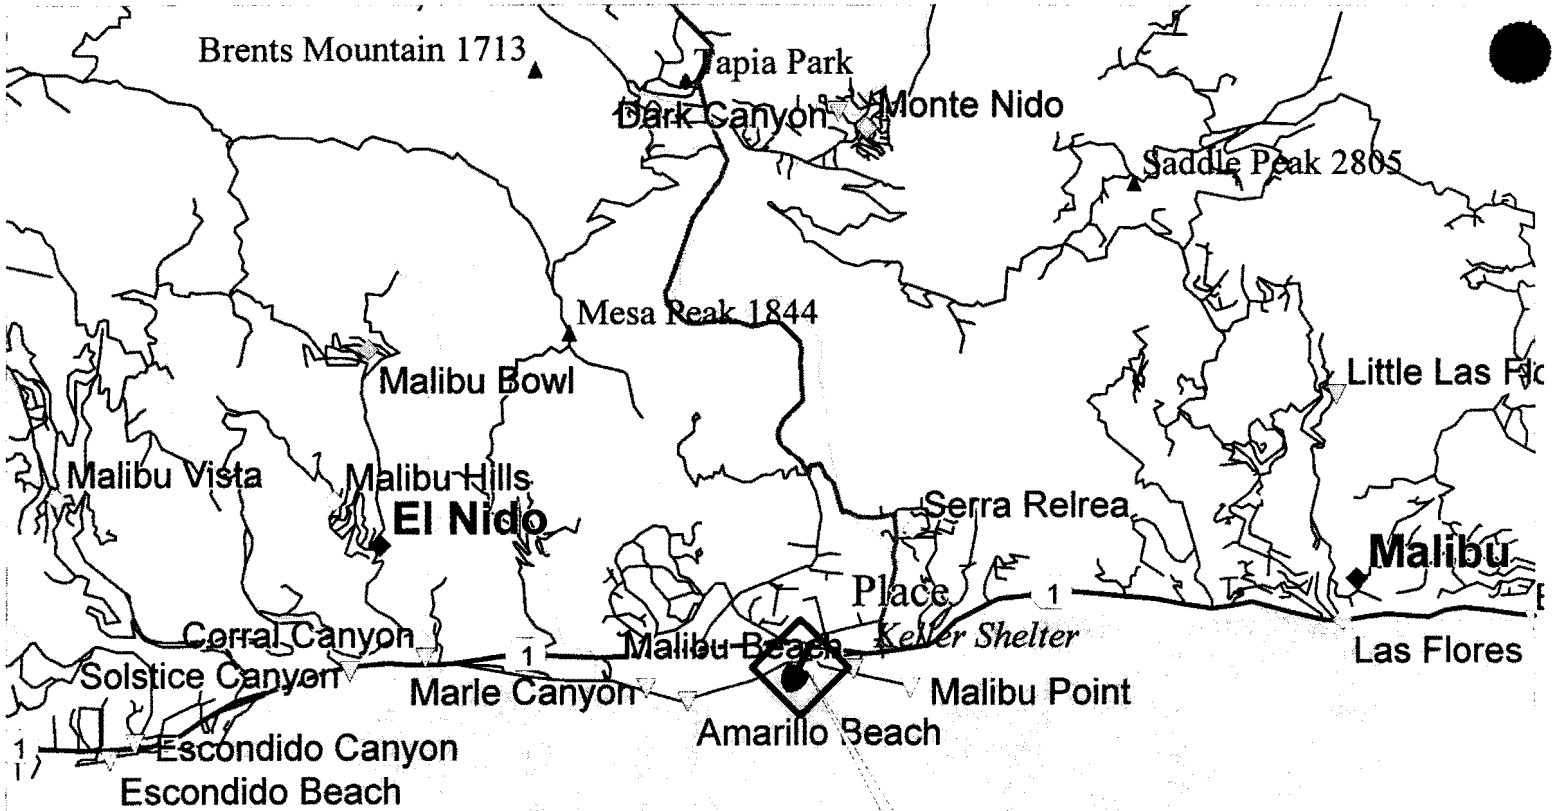 Brents Mountain 1713
Tapia Park
Dark Canyon
Monte Nido
Saddle Peak 2805
Mesa Peak 1844
Malibu Bowl
Little Las Flo
Malibu Vista
Malibu Hills
El Nido
Serra Relrea
Malibu
Place
1
Corral Canyon
Malibu Beach
Keller Shelter
1
Las Flores
Solstice Canyon
Marle Canyon
Malibu Point
Amarillo Beach
1
Escondido Canyon
Escondido Beach